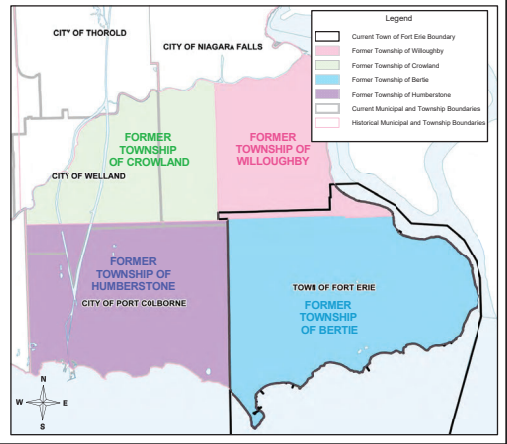 CITY OF THOROLD
CITY OF NIAGARA FALLS
Legend
Current Town of Fort Erie Boundary
Former Township of Willoughby
Former Township of Crowland
Former Township of Bertie
Former Township of Humberstone
Current Municipal and Township Boundaries
Historical Municipal and Township Boundaries
FORMER
TOWNSHIP
OF CROWLAND
FORMER
TOWNSHIP OF
WILLOUGHBY
CITY OF WELLAND
FORMER
TOWNSHIP OF
HUMBERSTONE
CITY OF PORT COLBORNE
TOWN OF FORT ERIE
FORMER
TOWNSHIP
OF BERTIE
N
W
E
S